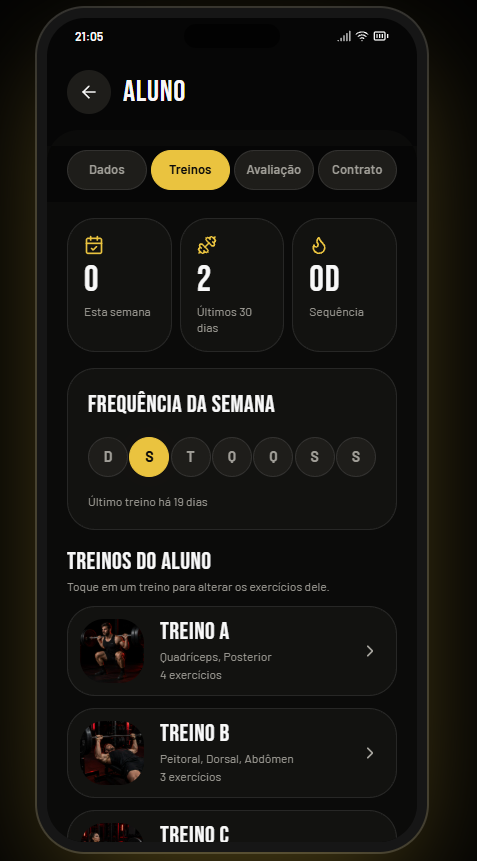 21:05
ALUNO
Dados
Treinos
Avaliação
Contrato
0
Esta semana
2
Últimos 30
dias
0D
Sequência
FREQUÊNCIA DA SEMANA
D S T Q Q S S
Último treino há 19 dias
TREINOS DO ALUNO
Toque em um treino para alterar os exercícios dele.
TREINO A
Quadríceps, Posterior
4 exercícios
TREINO B
Peitoral, Dorsal, Abdômen
3 exercícios
TREINO C